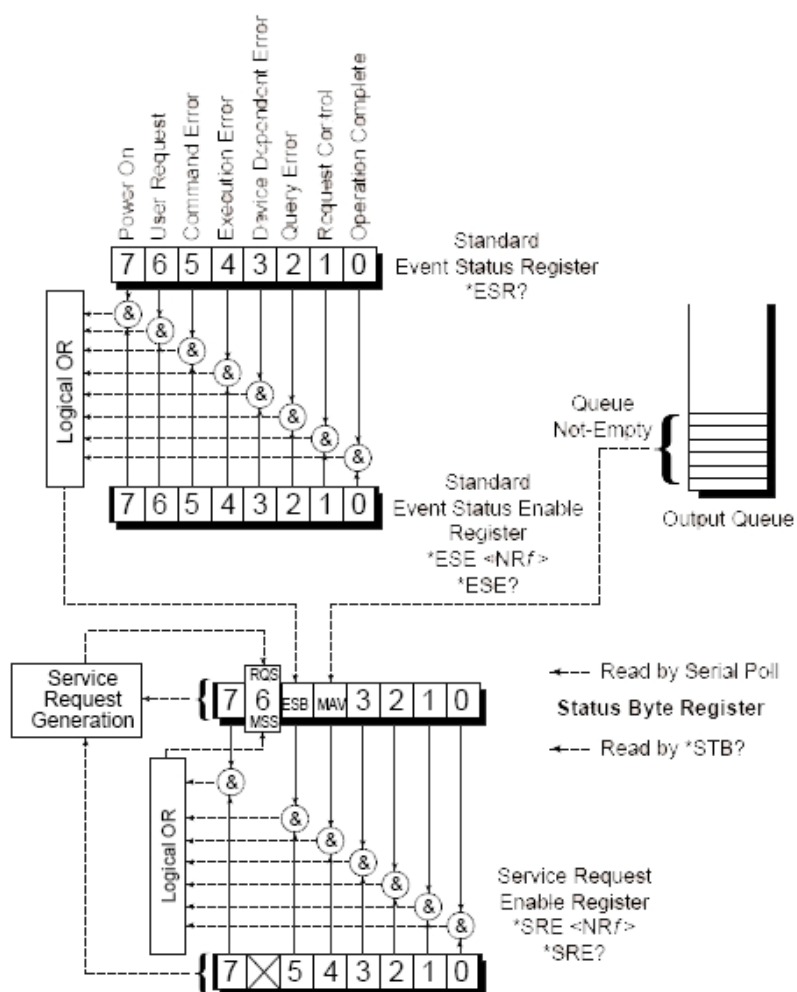 Power On
User Request
Command Error
Execution Error
Device Dependent Error
Query Error
Request Control
Operation Complete
7 6 5 4 3 2 1 0
Standard
Event Status Register
*ESR?
& & & & & & & &
Logical OR
Queue
Not-Empty
Output Queue
7 6 5 4 3 2 1 0
Standard
Event Status Enable
Register
*ESE <NRf>
*ESE?
Service
Request
Generation
RQS
7 6 ESB MAV 3 2 1 0
MSS
Read by Serial Poll
Status Byte Register
Read by *STB?
& & & & & & &
Logical OR
Service Request
Enable Register
*SRE <NRf>
*SRE?
7 5 4 3 2 1 0